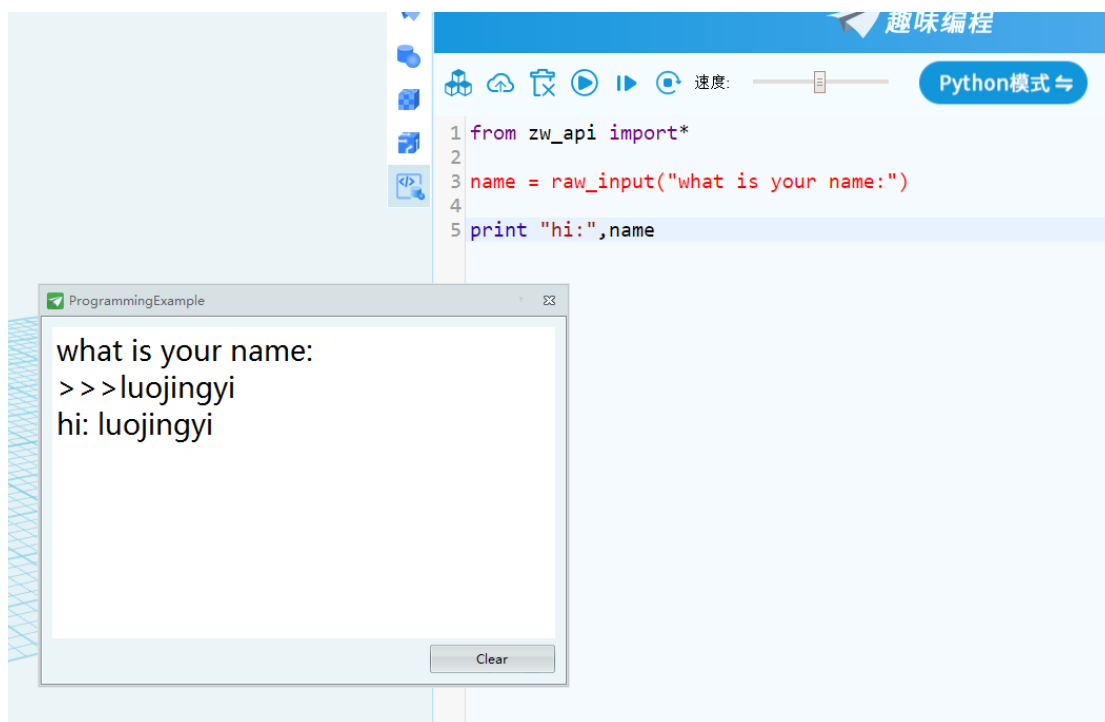 趣味编程
速度:
Python模式
1 from zw_api import*
2
3 name = raw_input("what is your name:")
4
5 print "hi:",name
ProgrammingExample
what is your name:
>>>luojingyi
hi: luojingyi
Clear